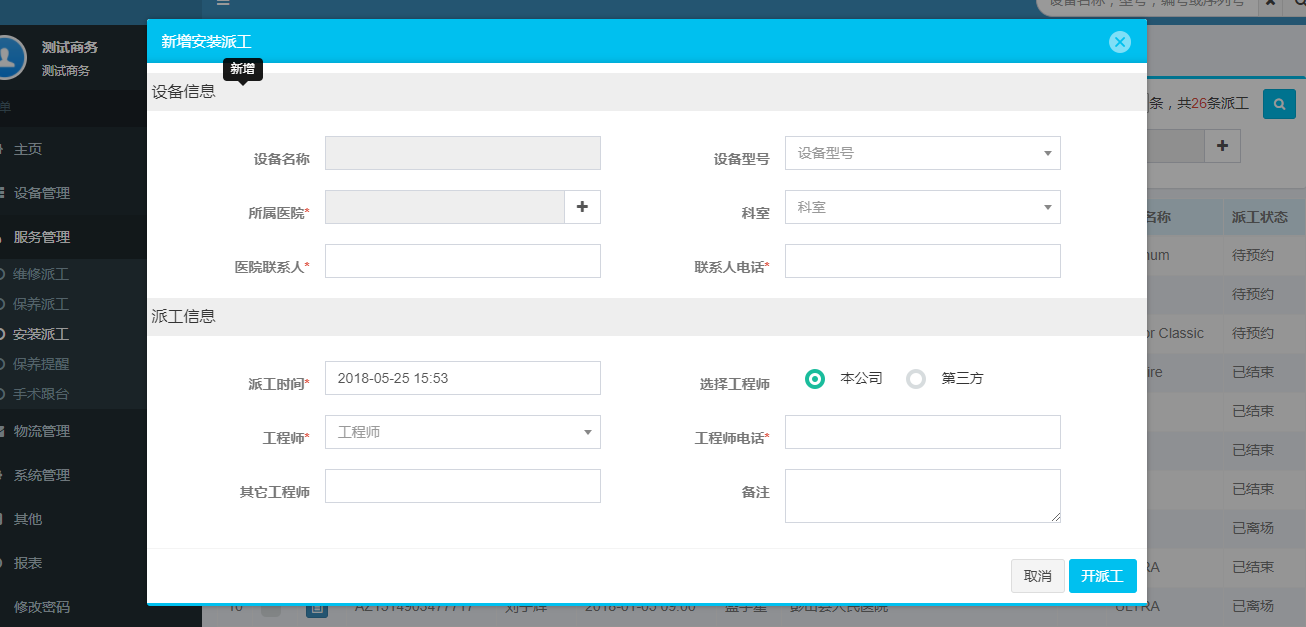 设备名称，型号，编号或序列号
测试商务
测试商务
单
主页
设备管理
服务管理
维修派工
保养派工
安装派工
保养提醒
手术跟台
物流管理
系统管理
其他
报表
修改密码
新增安装派工
新增
设备信息
设备名称
设备型号 设备型号
所属医院*
科室 科室
医院联系人*
联系人电话*
派工信息
派工时间* 2018-05-25 15:53
选择工程师 本公司 第三方
工程师* 工程师
工程师电话*
其它工程师
备注
取消 开派工
条，共26条派工
名称 派工状态
num 待预约
待预约
or Classic 待预约
ire 已结束
已结束
已结束
已结束
已离场
RA 已结束
10 AZ1514903477717 刘子辉 2018-01-03 09:00 彭山县人民医院 ULTRA 已离场